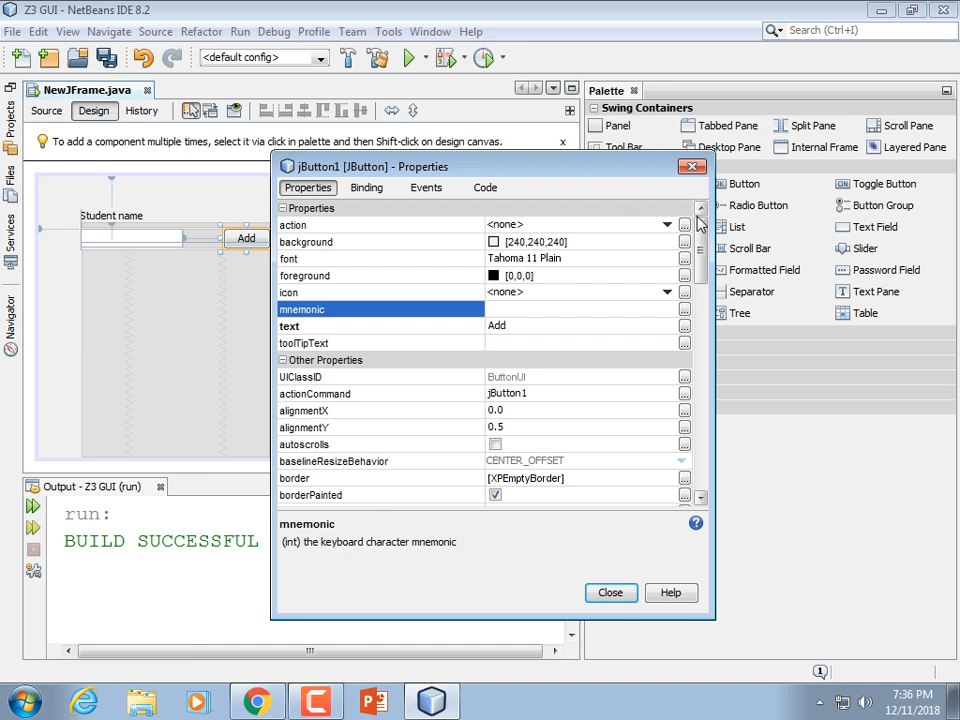 Z3 GUI - NetBeans IDE 8.2
File Edit View Navigate Source Refactor Run Debug Profile Team Tools Window Help
Search (Ctrl+I)
<default config>
NewJFrame.java
Palette
Source Design History
Swing Containers
Panel Tabbed Pane Split Pane Scroll Pane
To add a component multiple times, select it via click in palette and then Shift-click on design canvas. x
Tool Bar Desktop Pane Internal Frame Layered Pane
Projects
Files
Services
Navigator
jButton1 [JButton] - Properties
Properties Binding Events Code
Button Toggle Button
Radio Button Button Group
List Text Field
Scroll Bar Slider
Formatted Field Password Field
Separator Text Pane
Tree Table
Student name
Add
Properties
action <none> ...
background [240,240,240] ...
font Tahoma 11 Plain ...
foreground [0,0,0] ...
icon <none> ...
mnemonic ...
text Add ...
toolTipText ...
Other Properties
UIClassID ButtonUI ...
actionCommand jButton1 ...
alignmentX 0.0 ...
alignmentY 0.5 ...
autoscrolls ...
baselineResizeBehavior CENTER_OFFSET
border [XPEmptyBorder] ...
borderPainted ...
mnemonic
(int) the keyboard character mnemonic
Close Help
Output - Z3 GUI (run)
run:
BUILD SUCCESSFUL
1
7:36 PM
12/11/2018